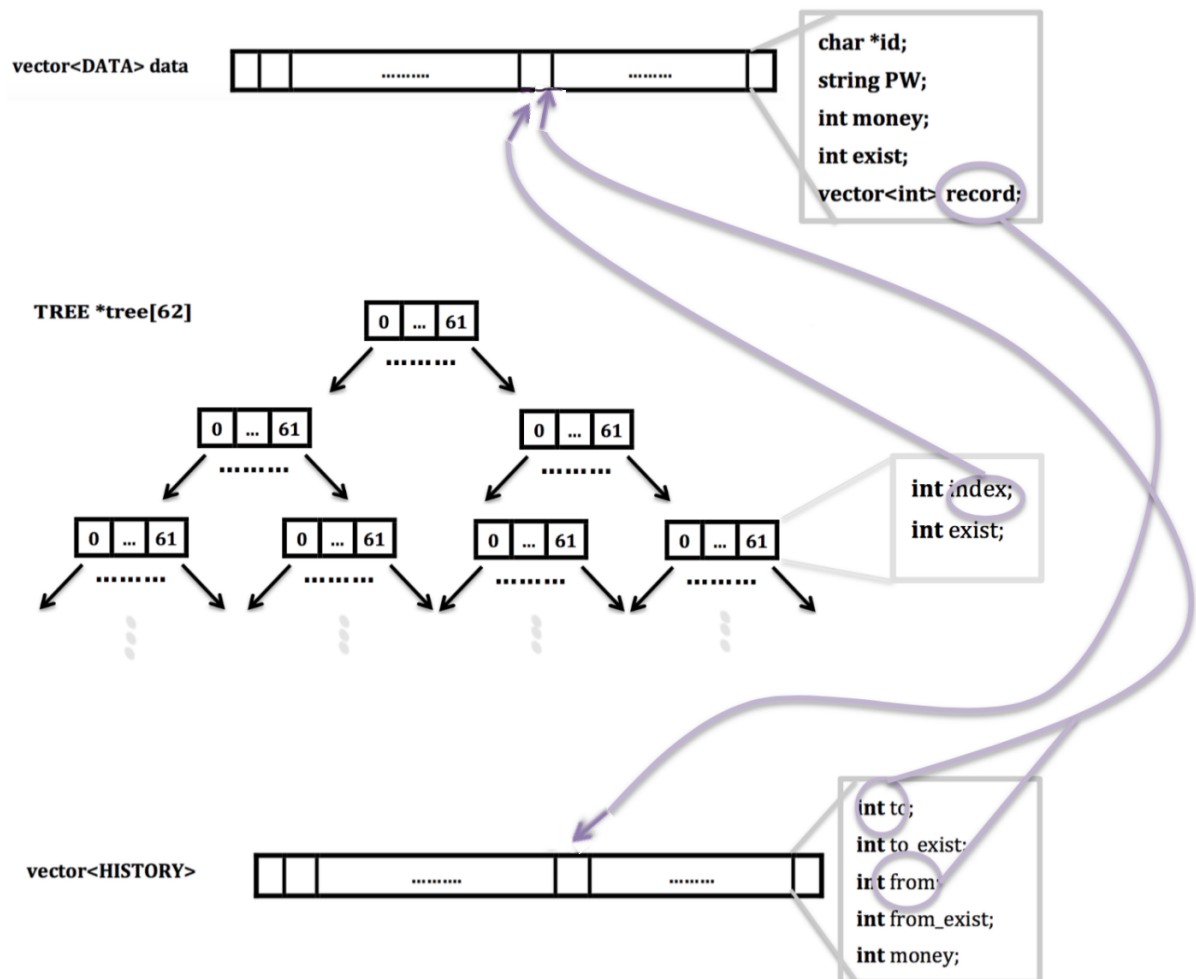 vector<DATA> data
……….
………
char *id;
string PW;
int money;
int exist;
vector<int> record;
TREE *tree[62]
0 ... 61
………
0 ... 61
0 ... 61
………
………
0 ... 61
0 ... 61
0 ... 61
0 ... 61
………
………
………
………
int index;
int exist;
vector<HISTORY>
……….
………
int to;
int to_exist;
int from;
int from_exist;
int money;